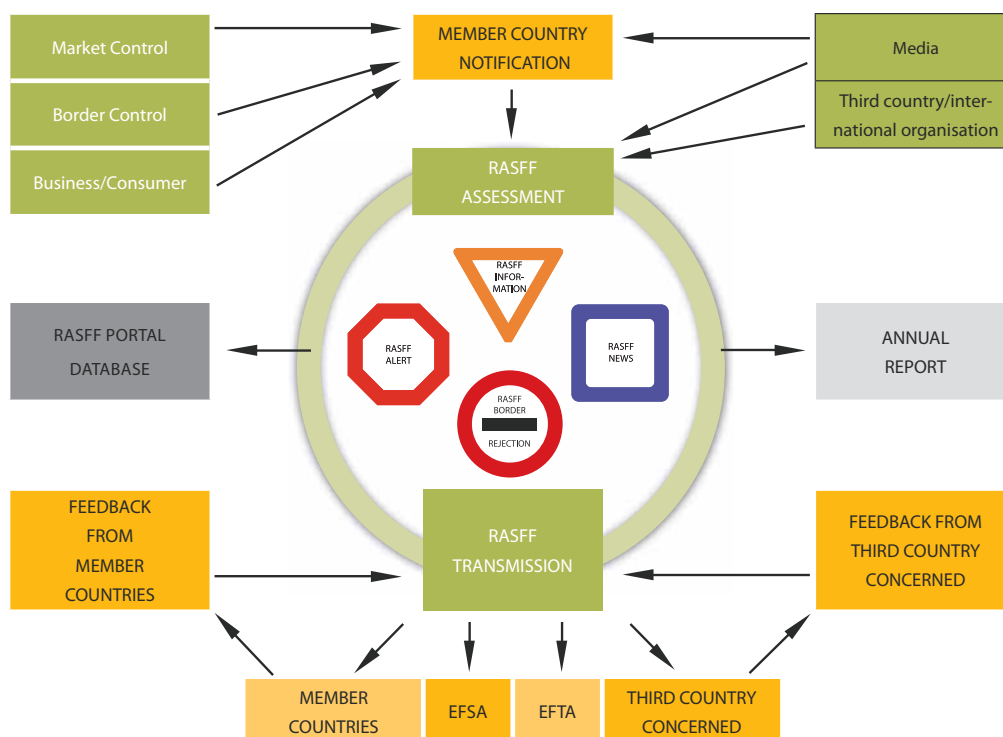 Market Control
Border Control
Business/Consumer
MEMBER COUNTRY
NOTIFICATION
Media
Third country/inter-
national organisation
RASFF
ASSESSMENT
RASFF
INFOR-
MATION
RASFF
ALERT
RASFF
NEWS
RASFF
BORDER
REJECTION
RASFF PORTAL
DATABASE
ANNUAL
REPORT
FEEDBACK
FROM
MEMBER
COUNTRIES
RASFF
TRANSMISSION
FEEDBACK FROM
THIRD COUNTRY
CONCERNED
MEMBER
COUNTRIES
EFSA
EFTA
THIRD COUNTRY
CONCERNED